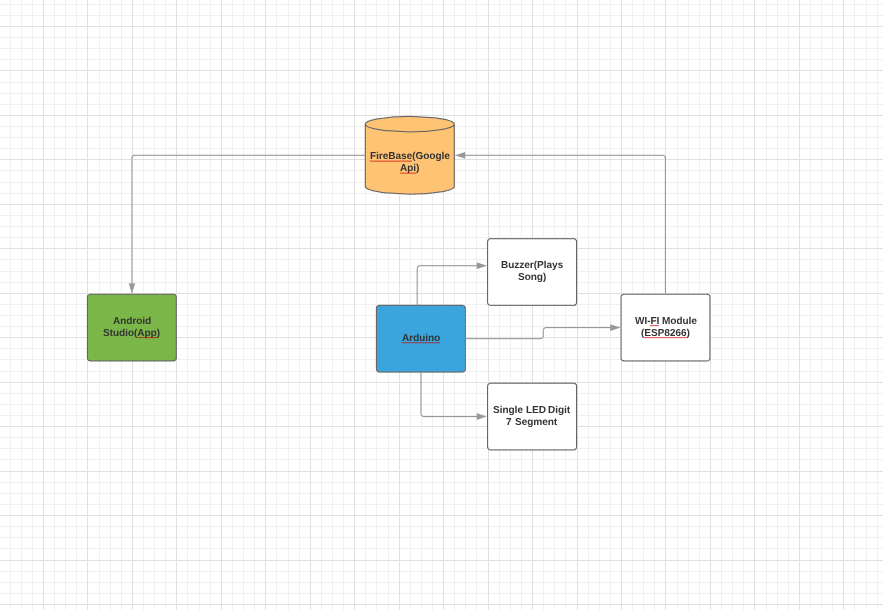 FireBase(Google
Api)
Buzzer(Plays
Song)
Android
Studio(App)
Arduino
WI-FI Module
(ESP8266)
Single LED Digit
7 Segment